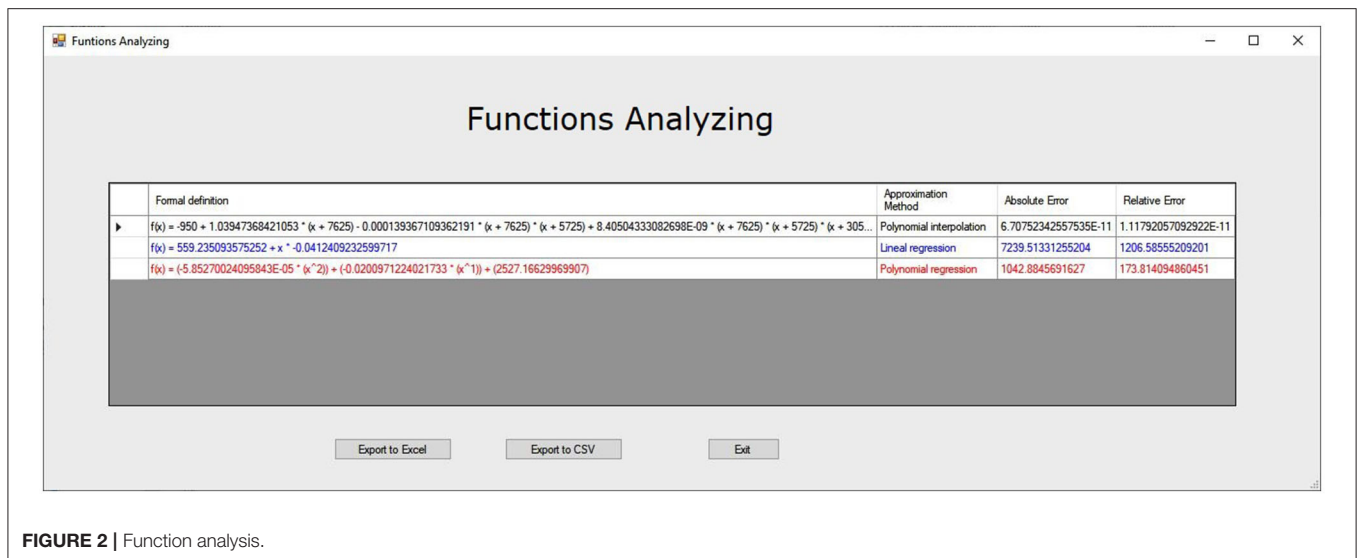 Funtions Analyzing
Functions Analyzing
Formal definition Approximation Method Absolute Error Relative Error
f(x) = -950 + 1.03947368421053 * (x + 7625) - 0.000139367109362191 * (x + 7625) * (x + 5725) + 8.40504333082698E-09 * (x + 7625) * (x + 5725) * (x + 305... Polynomial interpolation 6.7075234255​7535E-11 1.11792057092922E-11
f(x) = 559.235093575252 + x * -0.0412409232599717 Lineal regression 7239.51331255204 1206.58555209201
f(x) = (-5.85270024095843E-05 * (x^2)) + (-0.0200971224021733 * (x^1)) + (2527.16629969907) Polynomial regression 1042.8845691627 173.814094860451
Export to Excel Export to CSV Exit
FIGURE 2 | Function analysis.